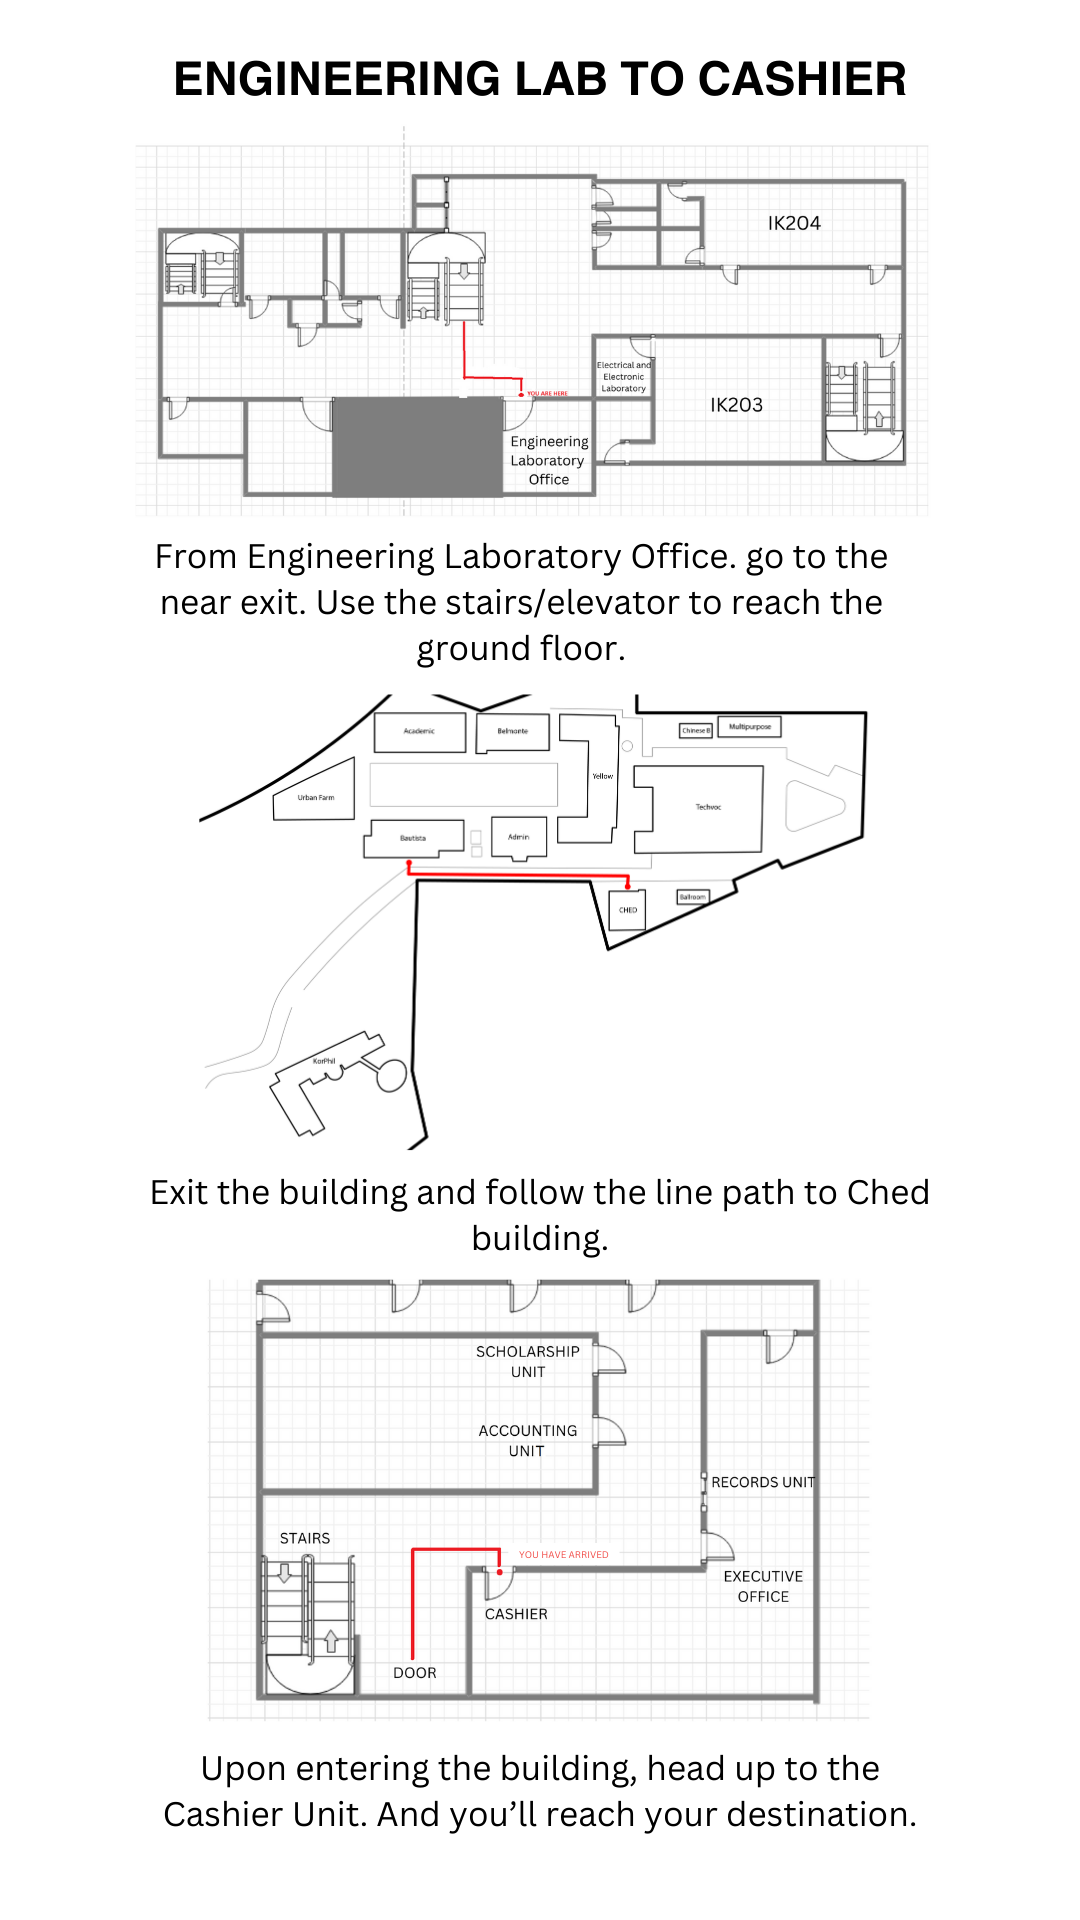 ENGINEERING LAB TO CASHIER
IK204
Electrical and
Electronic
Laboratory
YOU ARE HERE
IK203
Engineering
Laboratory
Office
From Engineering Laboratory Office. go to the
near exit. Use the stairs/elevator to reach the
ground floor.
Academic
Belmonte
Chinese B
Multipurpose
Yellow
Urban Farm
Techvoc
Bautista
Admin
CHED
Ballroom
KorPhil
Exit the building and follow the line path to Ched
building.
SCHOLARSHIP
UNIT
ACCOUNTING
UNIT
RECORDS UNIT
STAIRS
YOU HAVE ARRIVED
EXECUTIVE
OFFICE
CASHIER
DOOR
Upon entering the building, head up to the
Cashier Unit. And you’ll reach your destination.